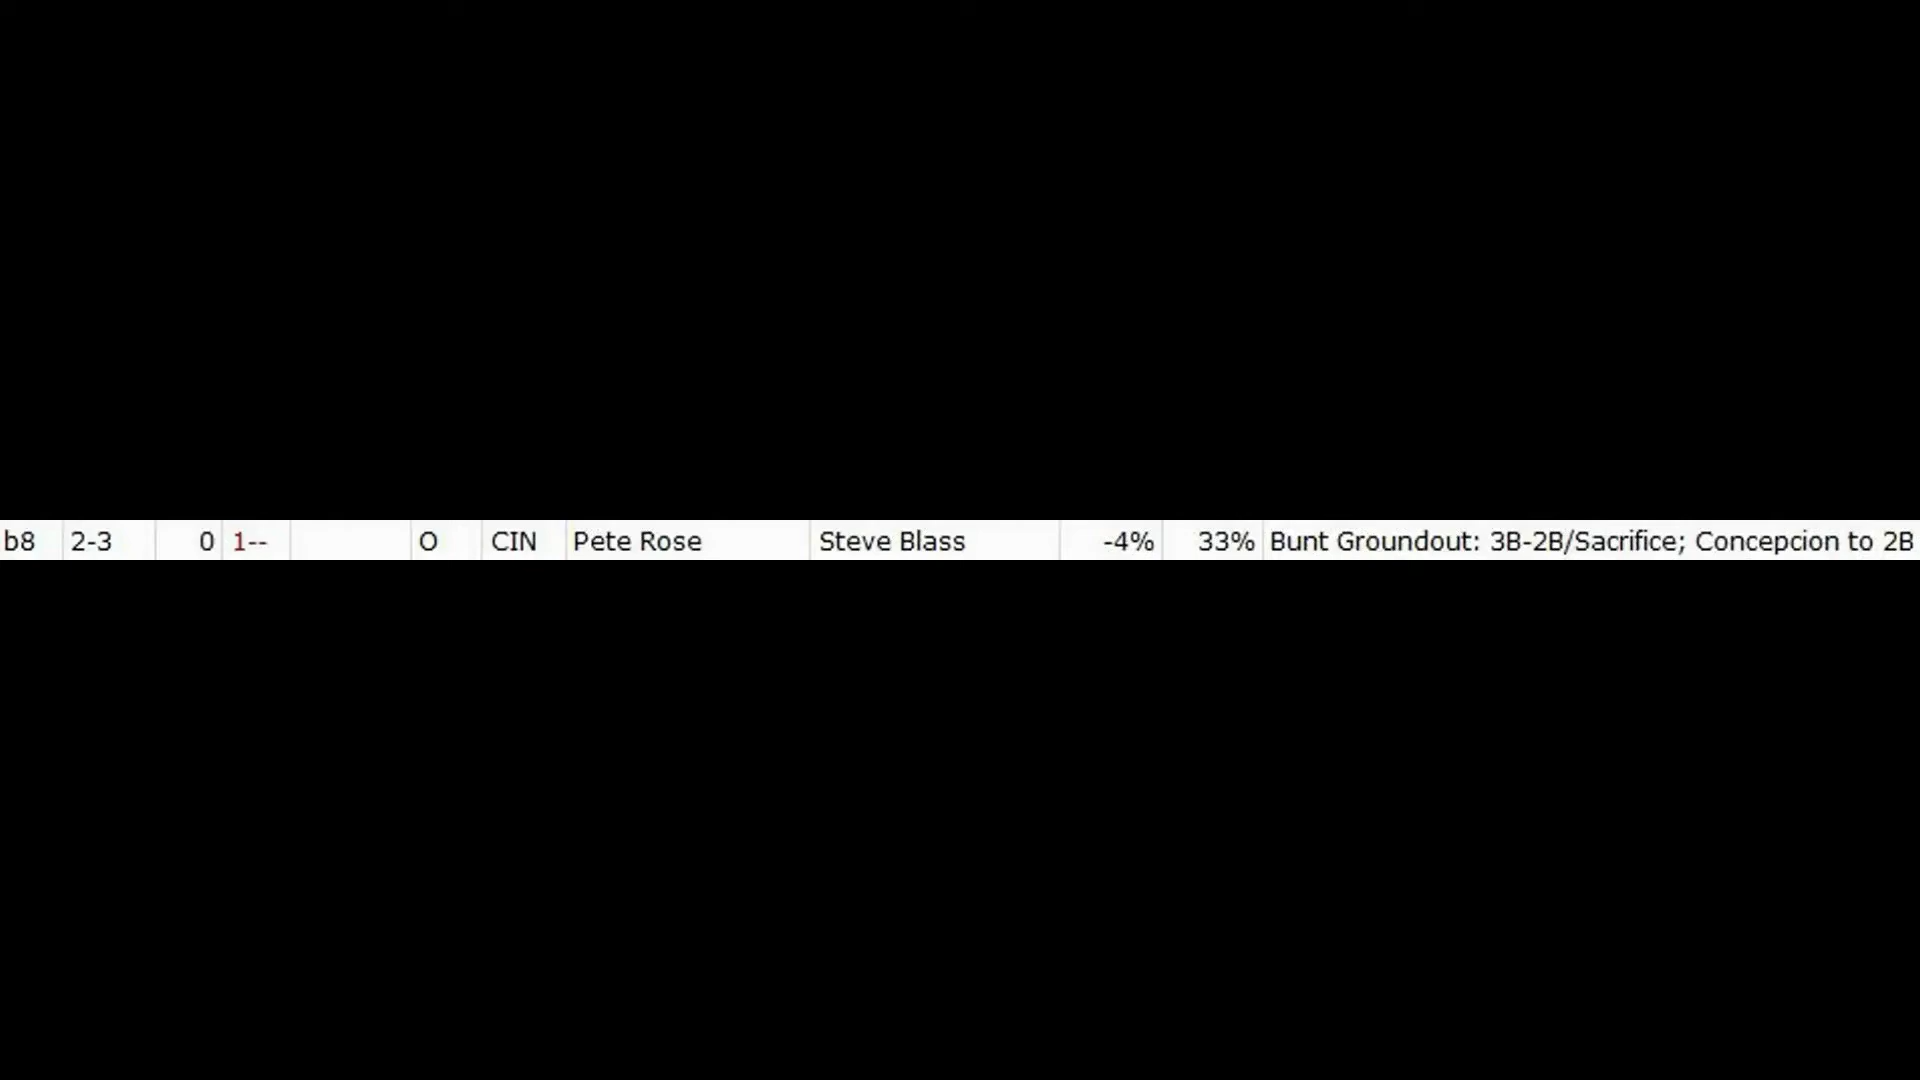 b8 2-3 0 1-- O CIN Pete Rose Steve Blass -4% 33% Bunt Groundout: 3B-2B/Sacrifice; Concepcion to 2B